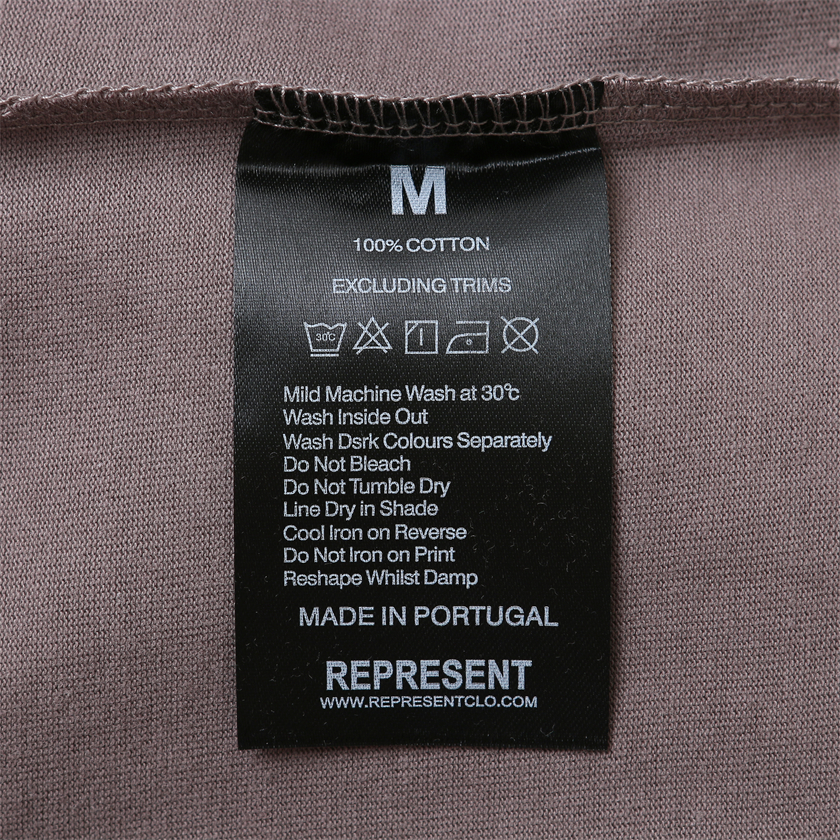 M
100% COTTON
EXCLUDING TRIMS
30°C
Mild Machine Wash at 30°c
Wash Inside Out
Wash Dsrk Colours Separately
Do Not Bleach
Do Not Tumble Dry
Line Dry in Shade
Cool Iron on Reverse
Do Not Iron on Print
Reshape Whilst Damp
MADE IN PORTUGAL
REPRESENT
WWW.REPRESENTCLO.COM